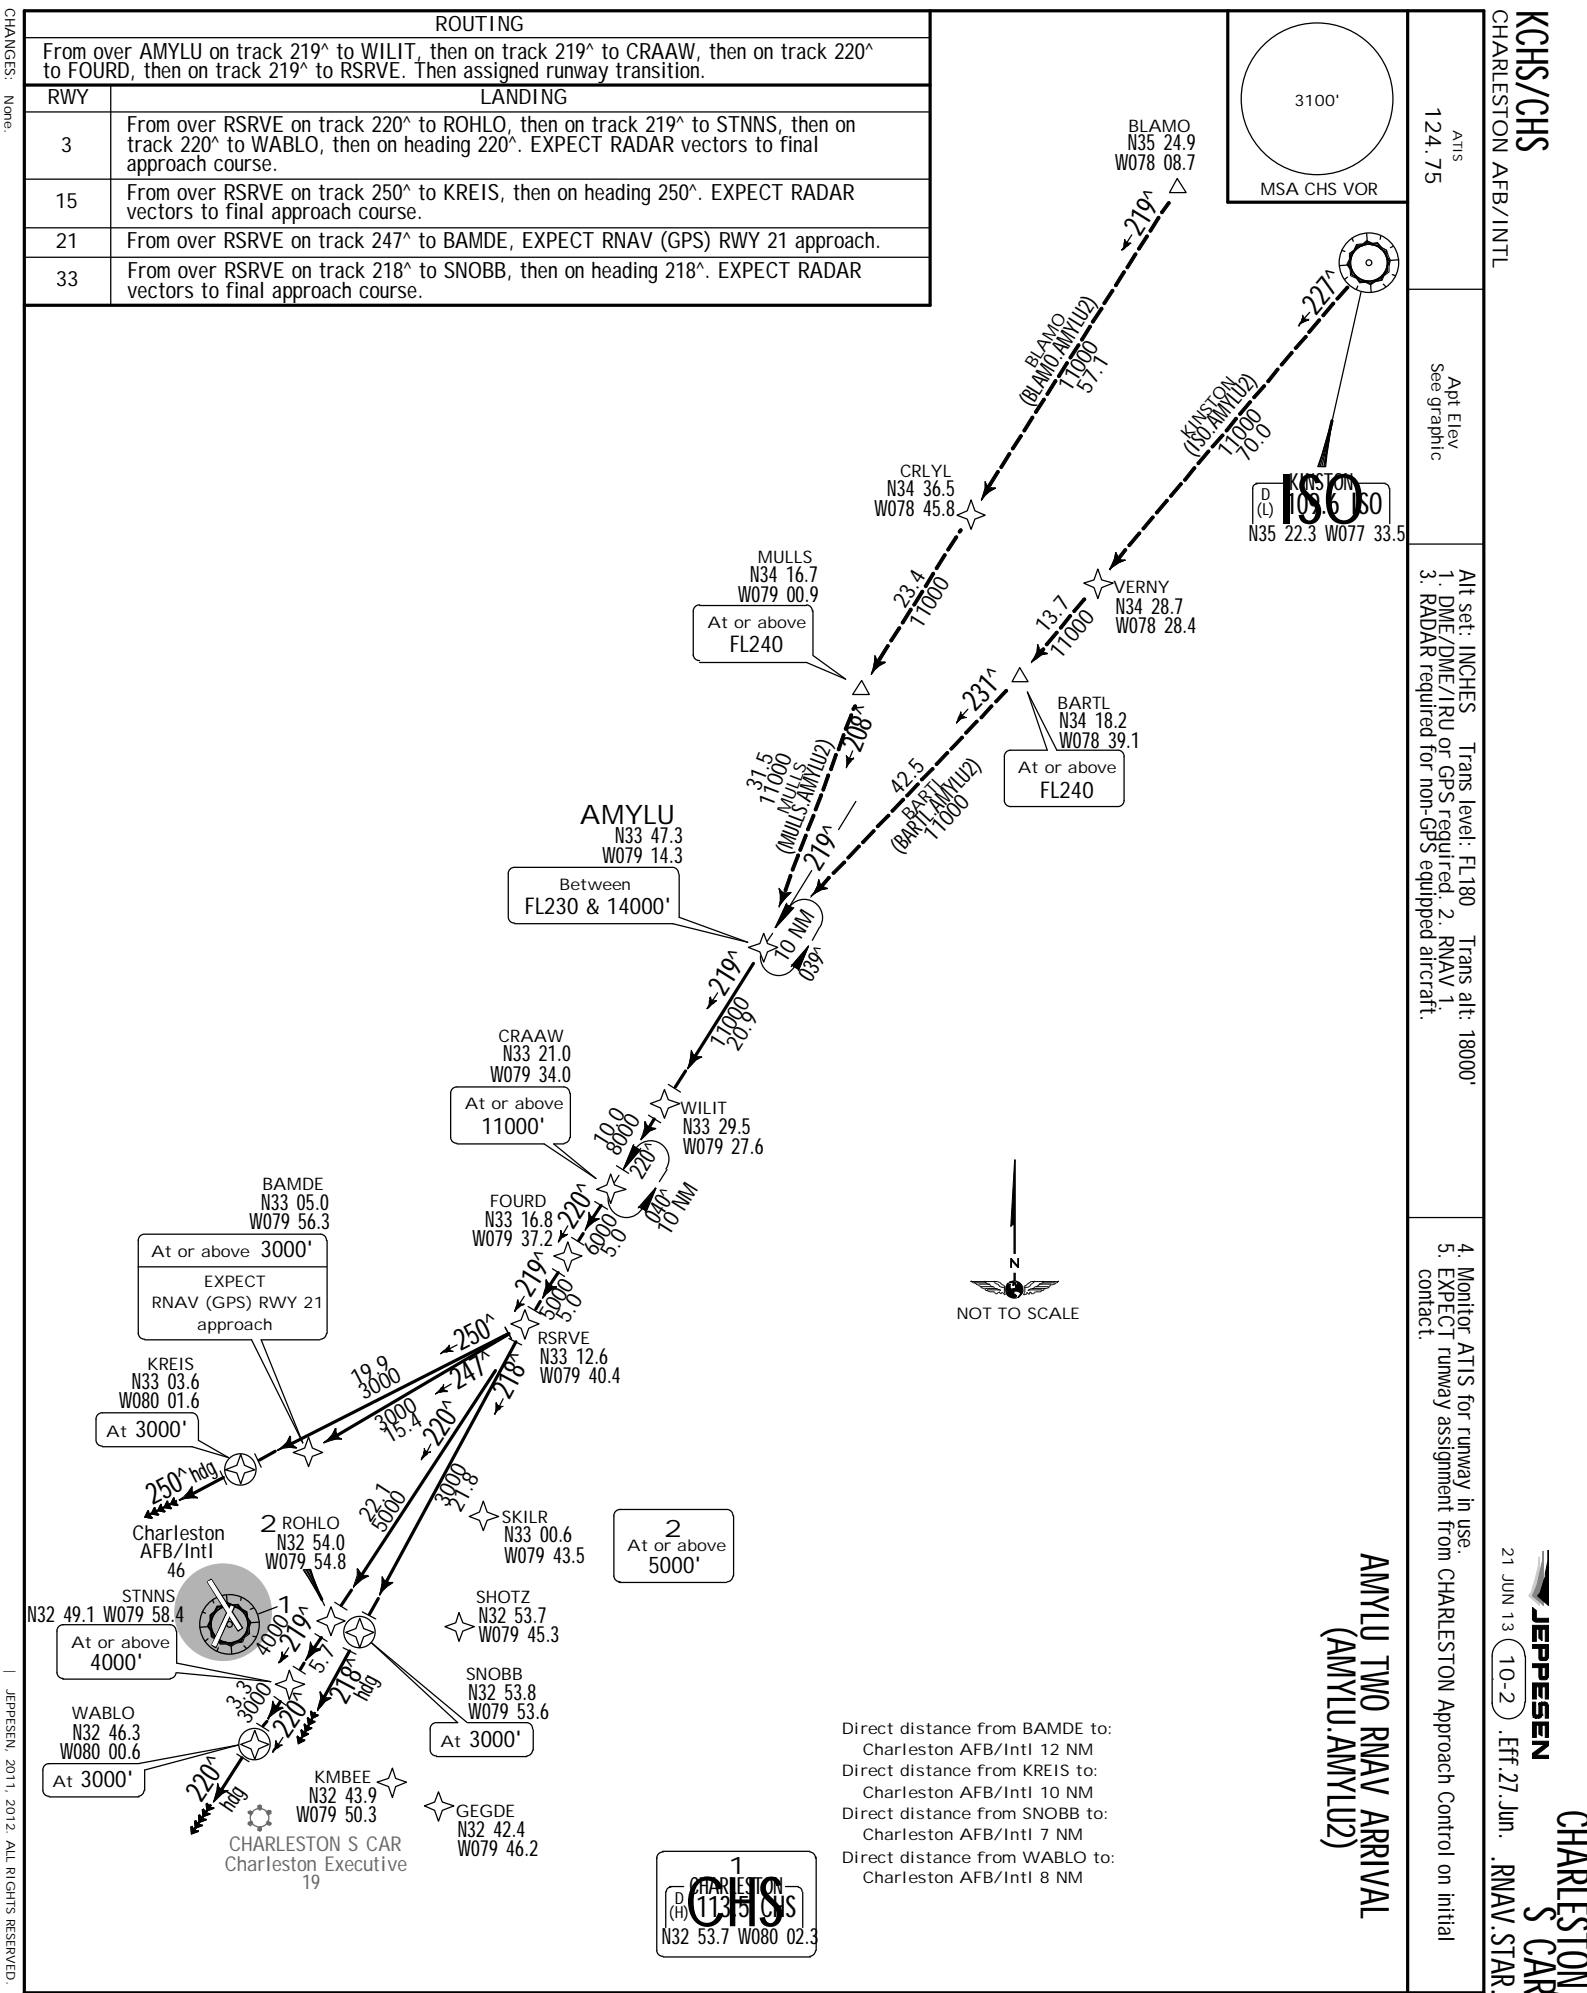 KCHS/CHS
CHARLESTON AFB/INTL
JEPPESEN
21 JUN 13
10-2
.Eff.27.Jun.
CHARLESTON
S CAR
.RNAV.STAR.
ATIS
124.75
Apt Elev
See graphic
Alt set: INCHES Trans level: FL180 Trans alt: 18000'
1. DME/DME/IRU or GPS required. 2. RNAV 1.
3. RADAR required for non-GPS equipped aircraft.
4. Monitor ATIS for runway in use.
5. EXPECT runway assignment from CHARLESTON Approach Control on initial
contact.
AMYLU TWO RNAV ARRIVAL
(AMYLU.AMYLU2)
3100'
MSA CHS VOR
ROUTING
From over AMYLU on track 219^ to WILIT, then on track 219^ to CRAAW, then on track 220^
to FOURD, then on track 219^ to RSRVE. Then assigned runway transition.
RWY
LANDING
3
From over RSRVE on track 220^ to ROHLO, then on track 219^ to STNNS, then on
track 220^ to WABLO, then on heading 220^. EXPECT RADAR vectors to final
approach course.
15
From over RSRVE on track 250^ to KREIS, then on heading 250^. EXPECT RADAR
vectors to final approach course.
21
From over RSRVE on track 247^ to BAMDE, EXPECT RNAV (GPS) RWY 21 approach.
33
From over RSRVE on track 218^ to SNOBB, then on heading 218^. EXPECT RADAR
vectors to final approach course.
BLAMO
N35 24.9
W078 08.7
219^
BLAMO
(BLAMO.AMYLU2)
11000
57.1
227^
KINSTON
(ISO.AMYLU2)
11000
70.0
KINSTON
D
(L)
109.6 ISO
ISO
N35 22.3 W077 33.5
CRLYL
N34 36.5
W078 45.8
23.4
11000
MULLS
N34 16.7
W079 00.9
At or above
FL240
VERNY
N34 28.7
W078 28.4
13.7
11000
BARTL
N34 18.2
W078 39.1
At or above
FL240
231^
42.5
BARTL
(BARTL.AMYLU2)
11000
208^
31.5
11000
MULLS
(MULLS.AMYLU2)
AMYLU
N33 47.3
W079 14.3
Between
FL230 & 14000'
219^
10 NM
039^
219^
11000
20.9
CRAAW
N33 21.0
W079 34.0
At or above
11000'
WILIT
N33 29.5
W079 27.6
10.0
8000
220^
040^
10 NM
220^
6000
5.0
FOURD
N33 16.8
W079 37.2
219^
5000
5.0
RSRVE
N33 12.6
W079 40.4
BAMDE
N33 05.0
W079 56.3
At or above 3000'
EXPECT
RNAV (GPS) RWY 21
approach
KREIS
N33 03.6
W080 01.6
At 3000'
250^
19.9
3000
247^
3000
15.4
218^
220^
22.1
5000
3000
21.8
250^ hdg
NOT TO SCALE
N
SKILR
N33 00.6
W079 43.5
2
At or above
5000'
Charleston
AFB/Intl
46
2 ROHLO
N32 54.0
W079 54.8
1
STNNS
N32 49.1 W079 58.4
At or above
4000'
4000
219^
5.7
SHOTZ
N32 53.7
W079 45.3
SNOBB
N32 53.8
W079 53.6
At 3000'
218^
hdg
3.3
3000
220^
WABLO
N32 46.3
W080 00.6
At 3000'
220^
hdg
KMBEE
N32 43.9
W079 50.3
GEGDE
N32 42.4
W079 46.2
CHARLESTON S CAR
Charleston Executive
19
1
CHARLESTON
D
(H)
113.5 CHS
CHS
N32 53.7 W080 02.3
Direct distance from BAMDE to:
Charleston AFB/Intl 12 NM
Direct distance from KREIS to:
Charleston AFB/Intl 10 NM
Direct distance from SNOBB to:
Charleston AFB/Intl 7 NM
Direct distance from WABLO to:
Charleston AFB/Intl 8 NM
CHANGES: None.
| JEPPESEN, 2011, 2012. ALL RIGHTS RESERVED.